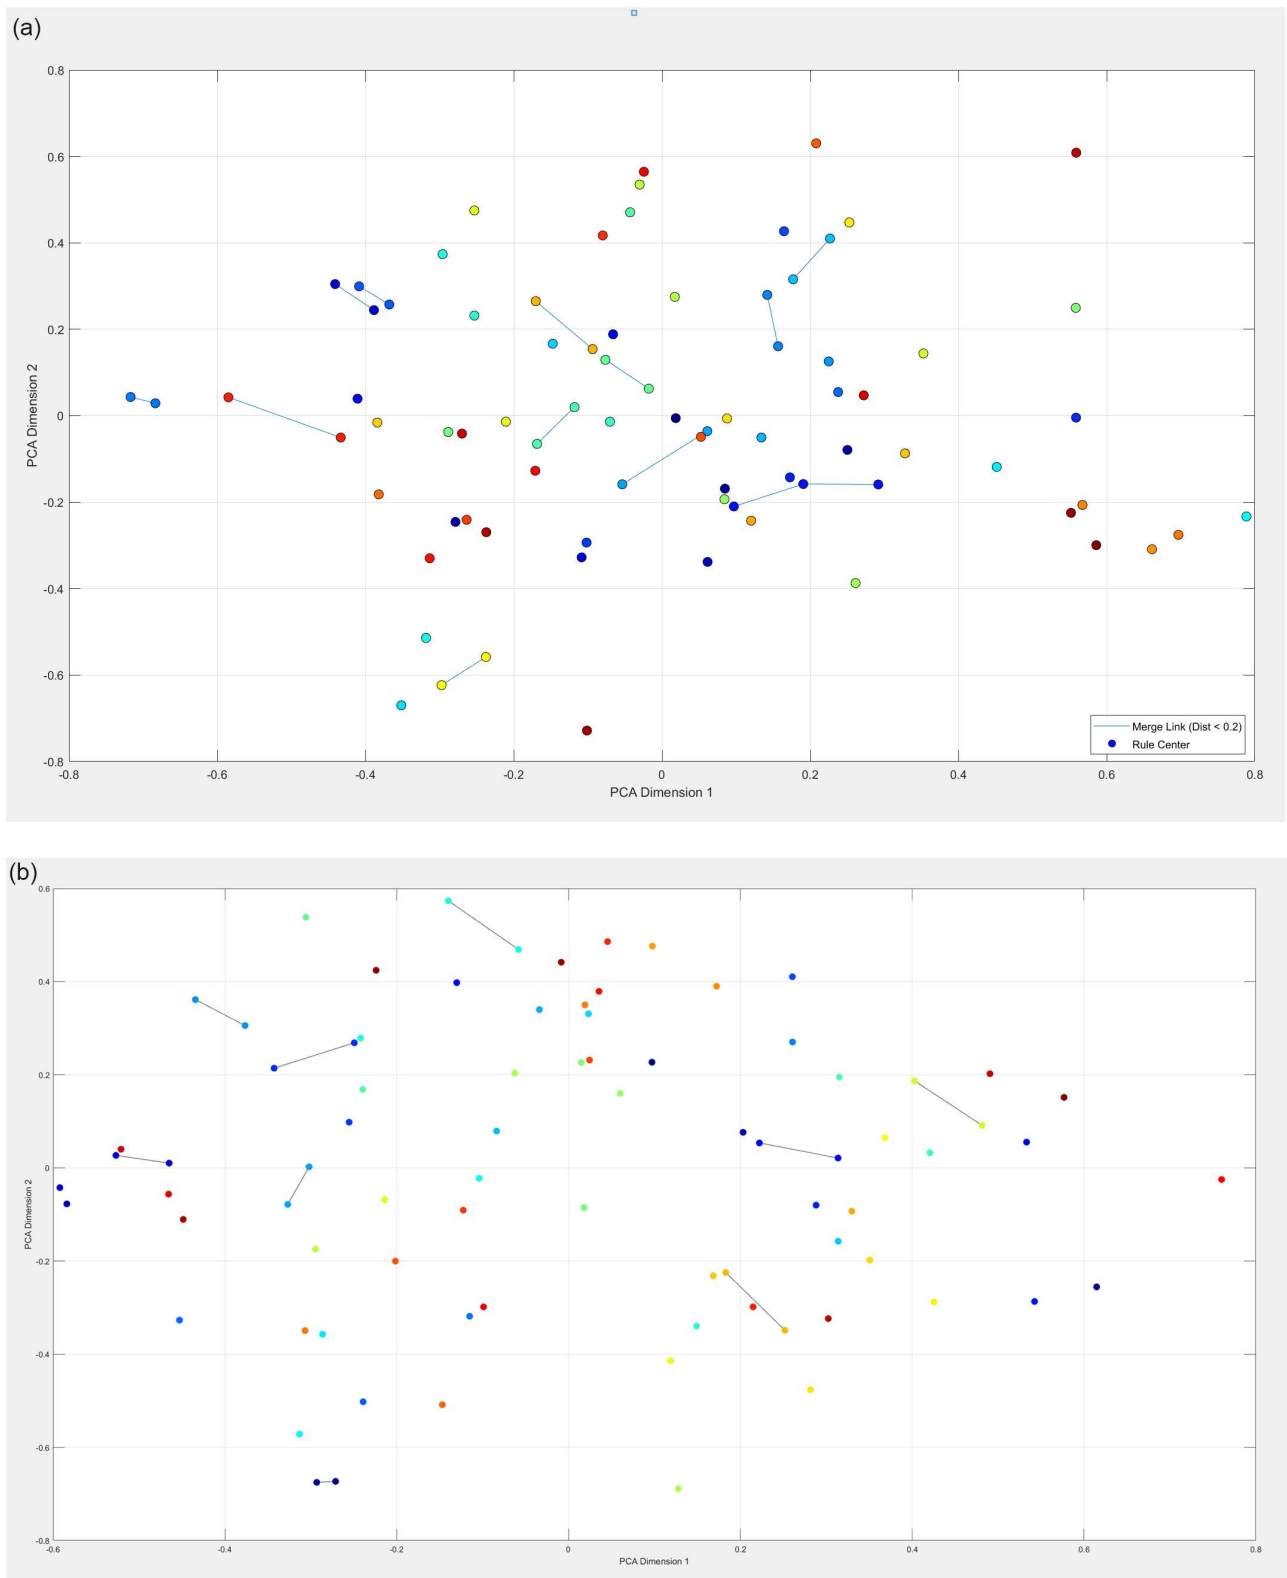 (a)
0.8
0.6
0.4
0.2
0
-0.2
-0.4
-0.6
-0.8
PCA Dimension 2
-0.8 -0.6 -0.4 -0.2 0 0.2 0.4 0.6 0.8
PCA Dimension 1
Merge Link (Dist < 0.2)
Rule Center
(b)
0.6
0.4
0.2
0
-0.2
-0.4
-0.6
-0.8
PCA Dimension 2
-0.6 -0.4 -0.2 0 0.2 0.4 0.6 0.8
PCA Dimension 1